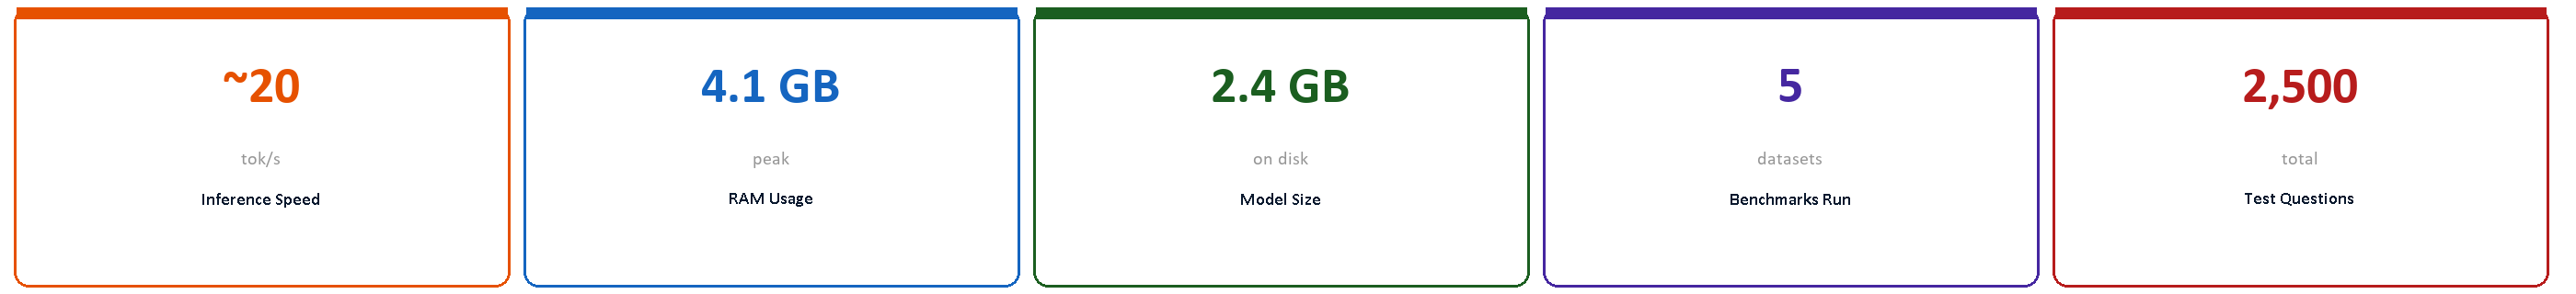 ~20
tok/s
Inference Speed
4.1 GB
peak
RAM Usage
2.4 GB
on disk
Model Size
5
datasets
Benchmarks Run
2,500
total
Test Questions